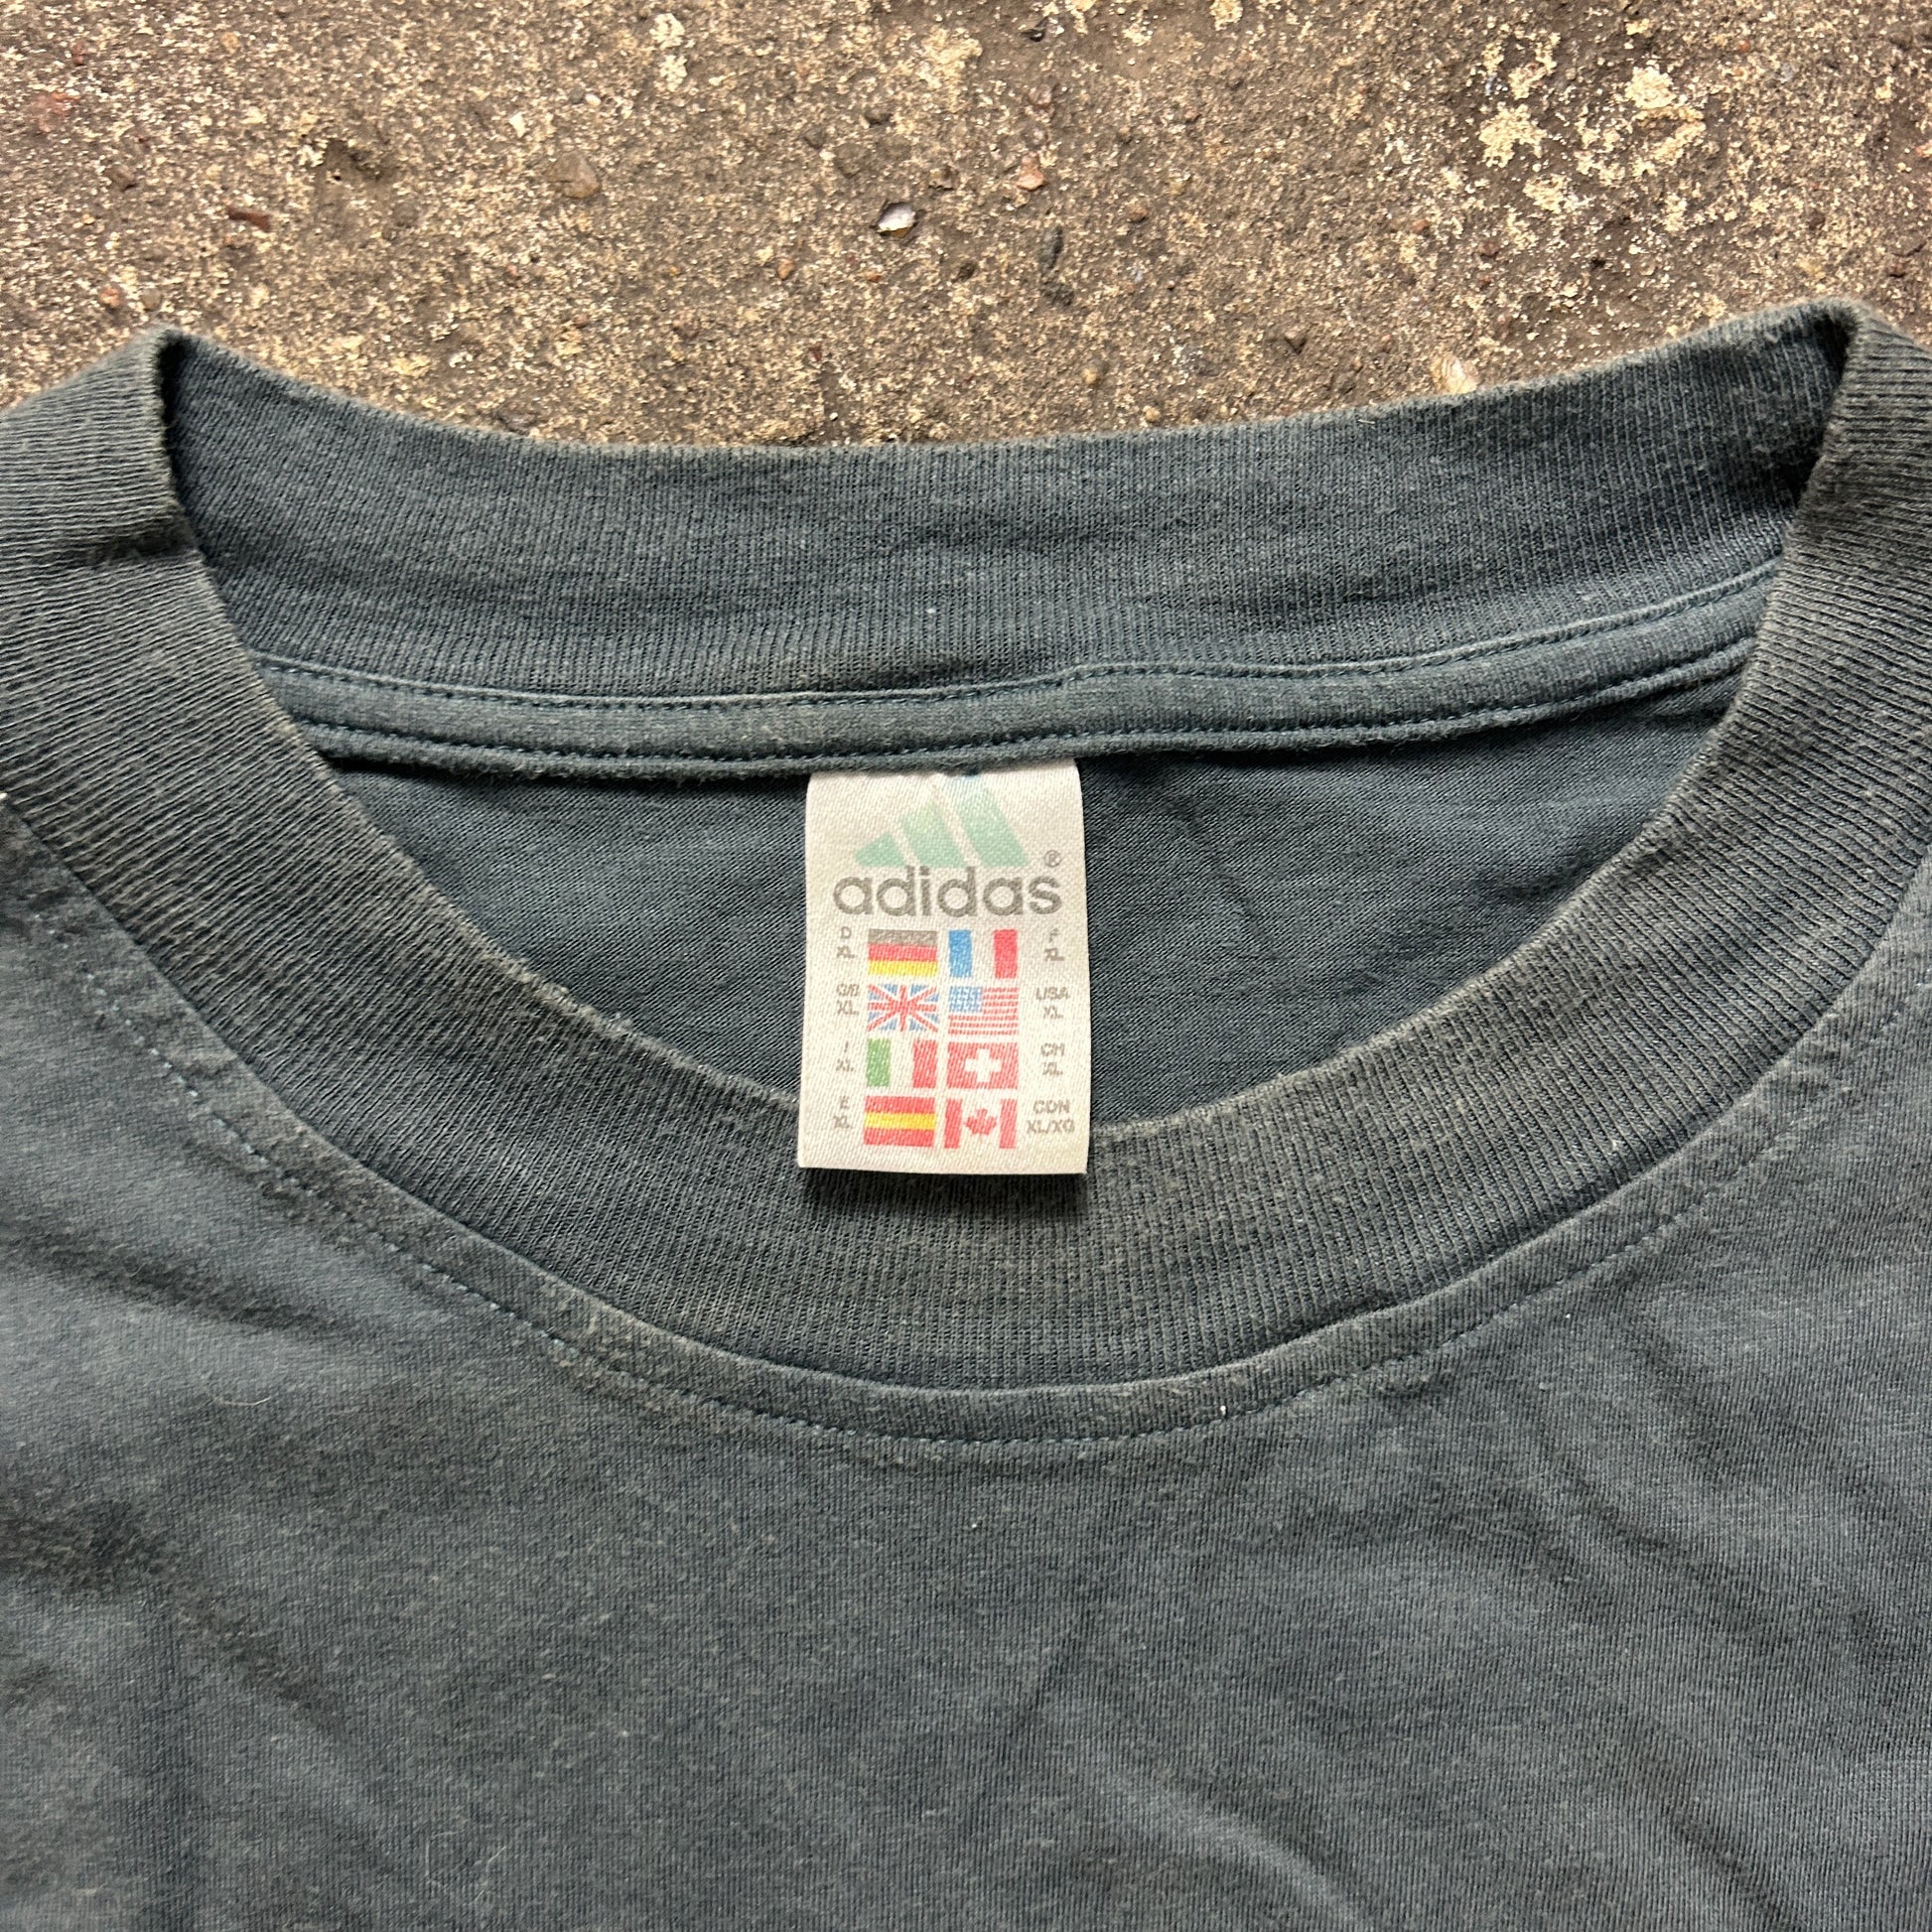 adidas®
D F
XL XL
GB USA
XL XL
I CH
XL XL
E CDN
XL XL/XG